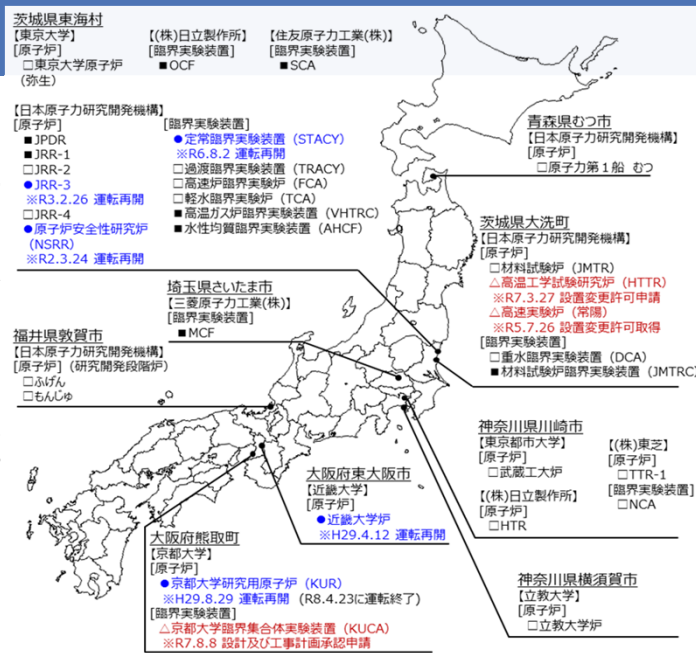 茨城県東海村
【東京大学】
[原子炉]
□東京大学原子炉
(弥生)
【(株)日立製作所】
[臨界実験装置]
■OCF
【住友原子力工業(株)】
[臨界実験装置]
■SCA
【日本原子力研究開発機構】
[原子炉]
■JPDR
■JRR-1
□JRR-2
●JRR-3
※R3.2.26 運転再開
□JRR-4
●原子炉安全性研究炉
(NSRR)
※R2.3.24 運転再開
[臨界実験装置]
●定常臨界実験装置（STACY）
※R6.8.2 運転再開
□過渡臨界実験装置（TRACY）
□高速炉臨界実験装置（FCA）
□軽水臨界実験装置（TCA）
■高温ガス炉臨界実験装置（VHTRC）
■水性均質臨界実験装置（AHCF）
青森県むつ市
【日本原子力研究開発機構】
[原子炉]
□原子力第１船 むつ
茨城県大洗町
【日本原子力研究開発機構】
[原子炉]
□材料試験炉（JMTR）
△高温工学試験研究炉（HTTR）
※R7.3.27 設置変更許可申請
△高速実験炉（常陽）
※R5.7.26 設置変更許可取得
[臨界実験装置]
□重水臨界実験装置（DCA）
■材料試験炉臨界実験装置（JMTRC）
埼玉県さいたま市
【三菱原子力工業(株)】
[臨界実験装置]
■MCF
福井県敦賀市
【日本原子力研究開発機構】
[原子炉]（研究開発段階炉）
□ふげん
□もんじゅ
神奈川県川崎市
【東京都市大学】
[原子炉]
□武蔵工大炉
【(株)日立製作所】
[原子炉]
□HTR
【(株)東芝】
[原子炉]
□TTR-1
[臨界実験装置]
□NCA
大阪府東大阪市
【近畿大学】
[原子炉]
●近畿大学炉
※H29.4.12 運転再開
大阪府熊取町
【京都大学】
[原子炉]
●京都大学研究用原子炉（KUR）
※H29.8.29 運転再開 （R8.4.23に運転終了）
[臨界実験装置]
△京都大学臨界集合体実験装置（KUCA）
※R7.8.8 設計及び工事計画承認申請
神奈川県横須賀市
【立教大学】
[原子炉]
□立教大学炉